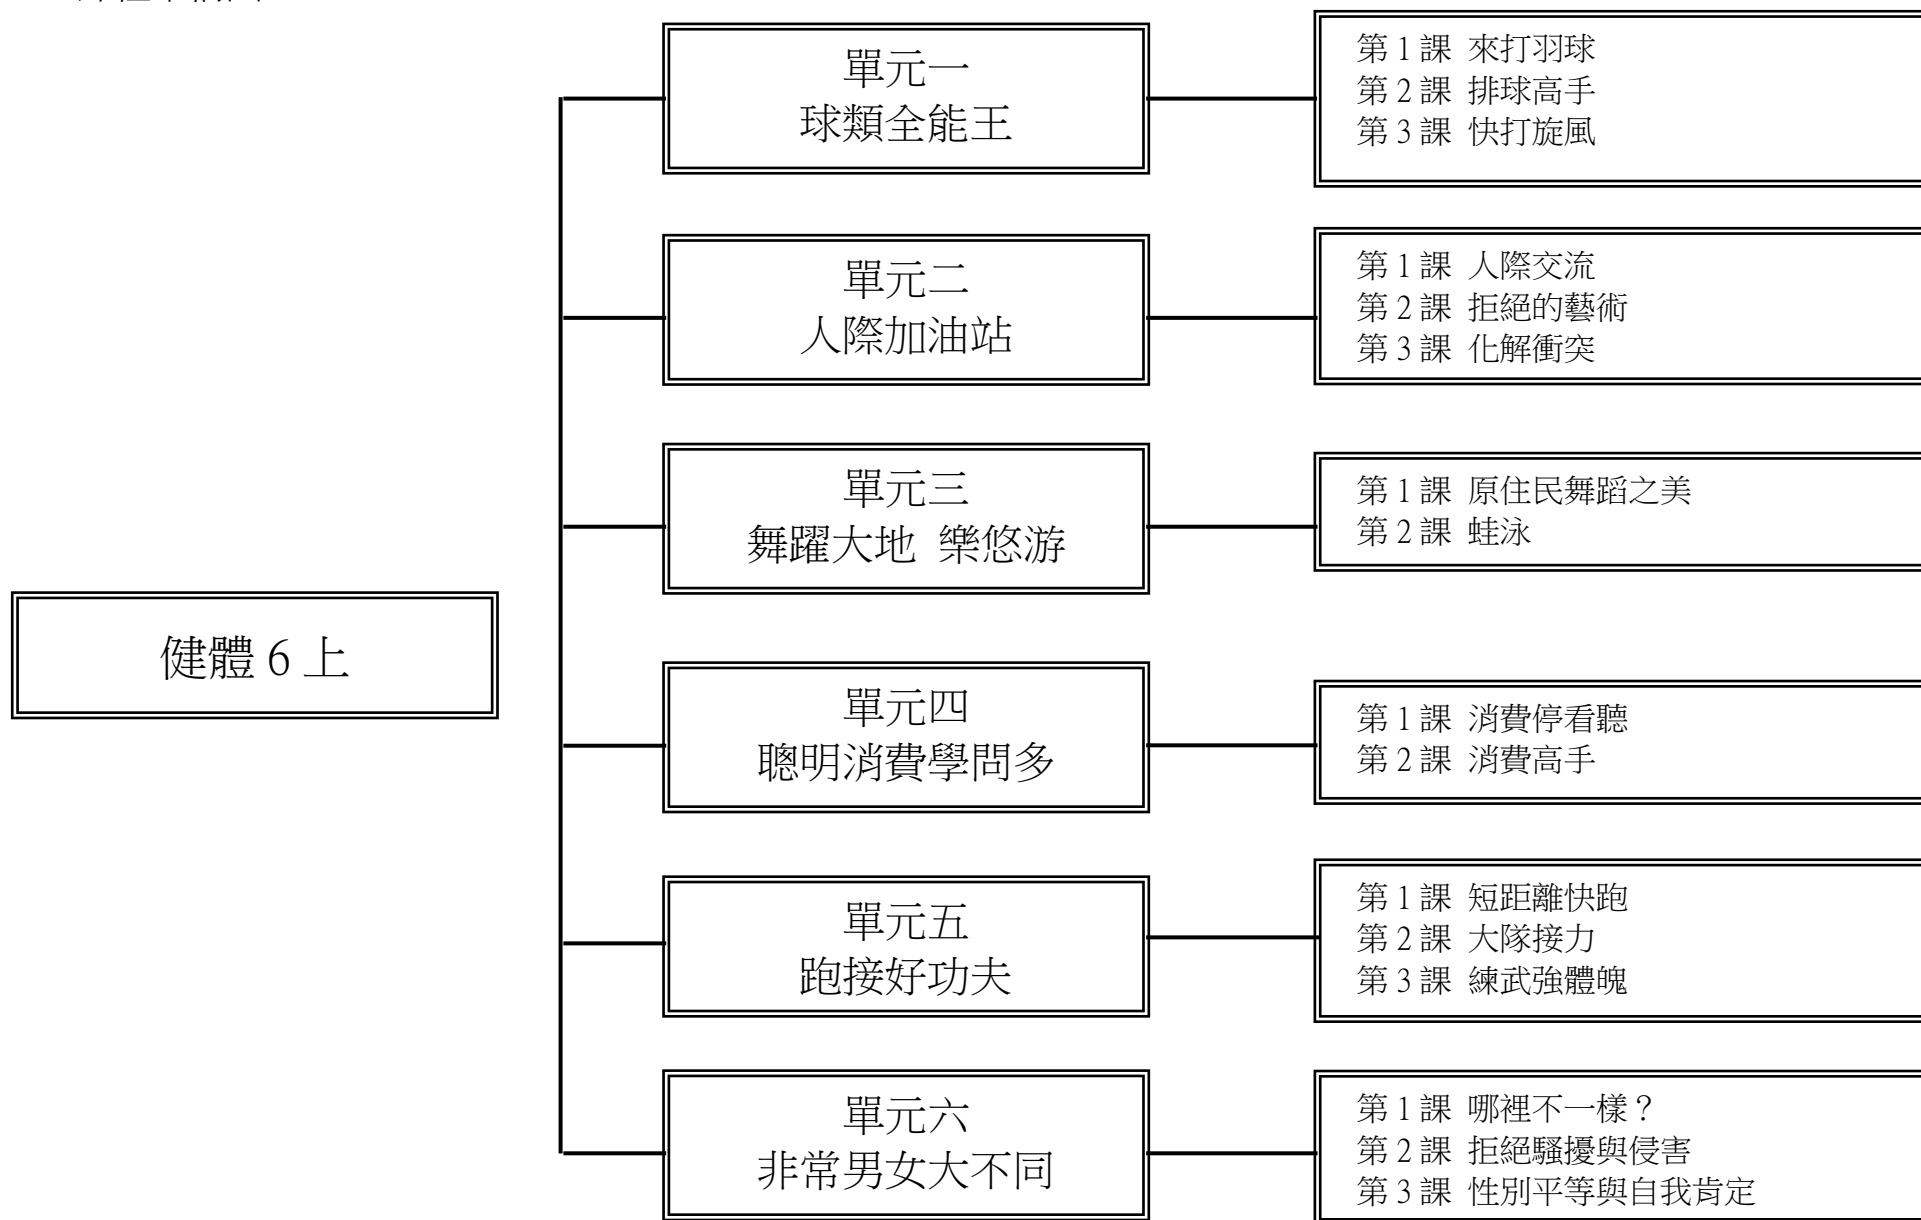 健體 6 上
單元一
球類全能王
第 1 課 來打羽球
第 2 課 排球高手
第 3 課 快打旋風
單元二
人際加油站
第 1 課 人際交流
第 2 課 拒絕的藝術
第 3 課 化解衝突
單元三
舞躍大地 樂悠游
第 1 課 原住民舞蹈之美
第 2 課 蛙泳
單元四
聰明消費學問多
第 1 課 消費停看聽
第 2 課 消費高手
單元五
跑接好功夫
第 1 課 短距離快跑
第 2 課 大隊接力
第 3 課 練武強體魄
單元六
非常男女大不同
第 1 課 哪裡不一樣？
第 2 課 拒絕騷擾與侵害
第 3 課 性別平等與自我肯定